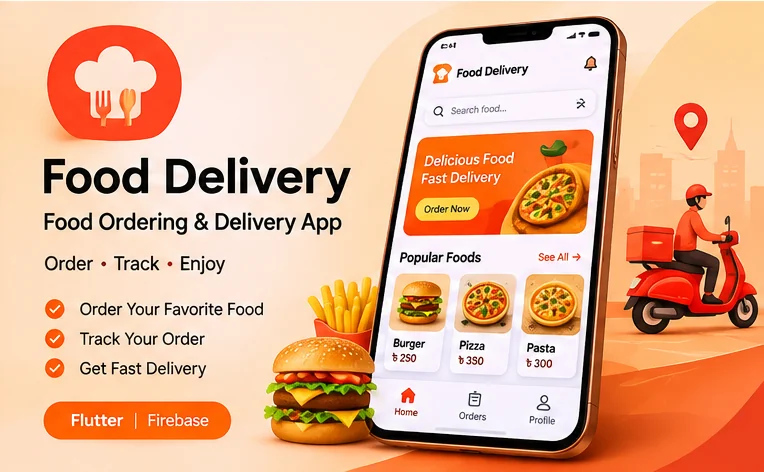 Food Delivery
Food Ordering & Delivery App
Order • Track • Enjoy
Order Your Favorite Food
Track Your Order
Get Fast Delivery
Flutter | Firebase
Food Delivery
Search food...
Delicious Food
Fast Delivery
Order Now
Popular Foods See All →
Burger Pizza Pasta
৳ 250 ৳ 350 ৳ 300
Home Orders Profile